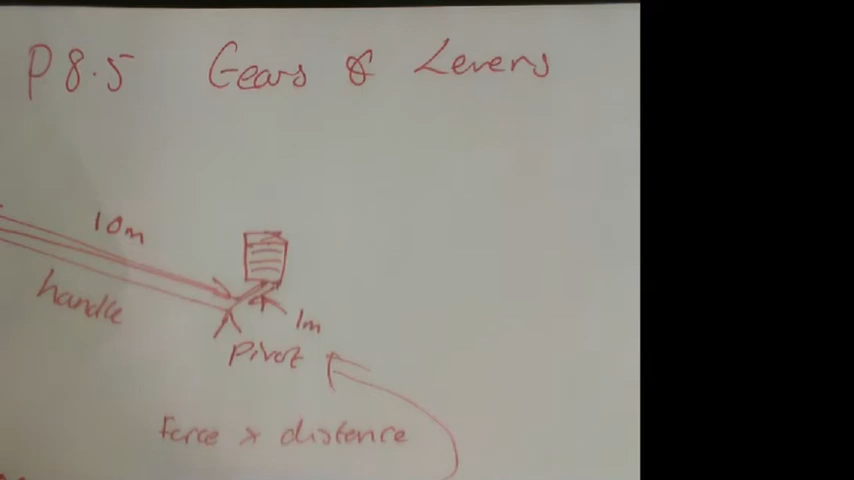 P8.5 Gears & Levers
10m
handle
1m
Pivot
Force x distance